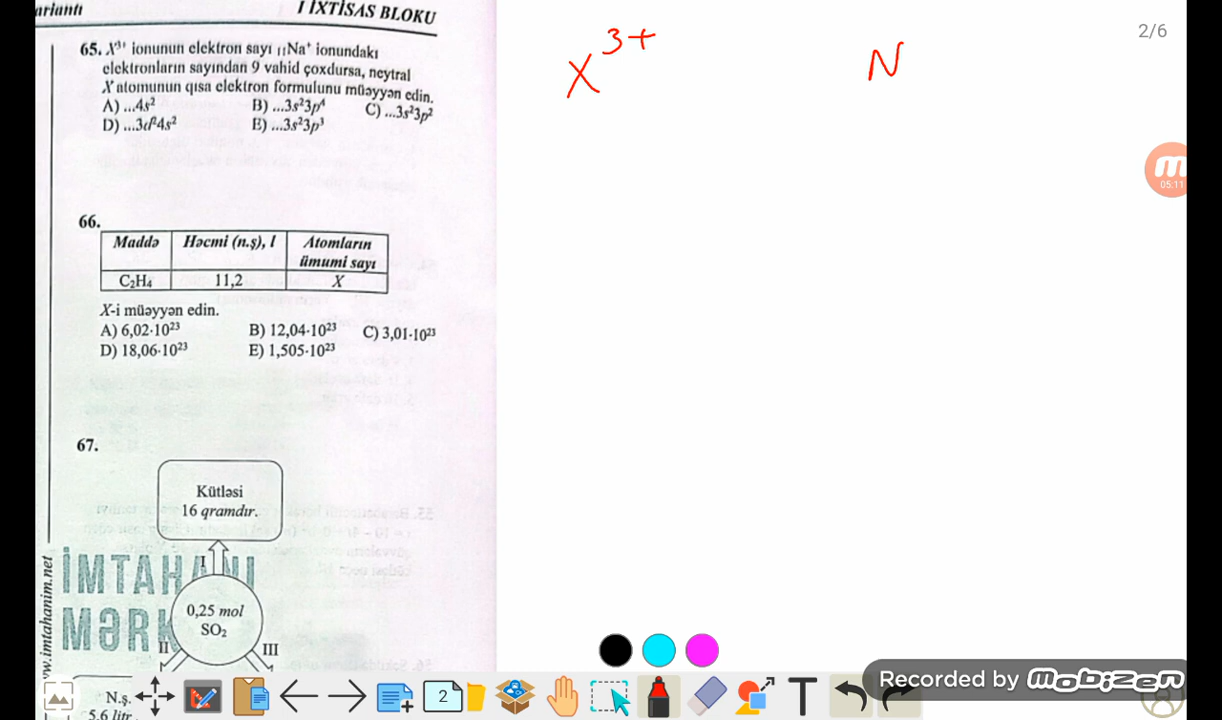 ariantı
I İXTİSAS BLOKU
2/6
65. X³⁺ ionunun elektron sayı ₁₁Na⁺ ionundakı
elektronların sayından 9 vahid çoxdursa, neytral
X atomunun qısa elektron formulunu müəyyən edin.
A) ...4s² B) ...3s²3p⁴ C) ...3s²3p²
D) ...3d²4s² E) ...3s²3p³
X³⁺ N
05:11
66.
Maddə Həcmi (n.ş), l Atomların ümumi sayı
C₂H₄ 11,2 X
X-i müəyyən edin.
A) 6,02·10²³ B) 12,04·10²³ C) 3,01·10²³
D) 18,06·10²³ E) 1,505·10²³
67.
Kütləsi
16 qramdır.
I
İMTAHAN
MƏRK
0,25 mol
SO₂
II III
w.imtahanim.net
N.ş.
5,6 litr
2
T
Recorded by mobizen